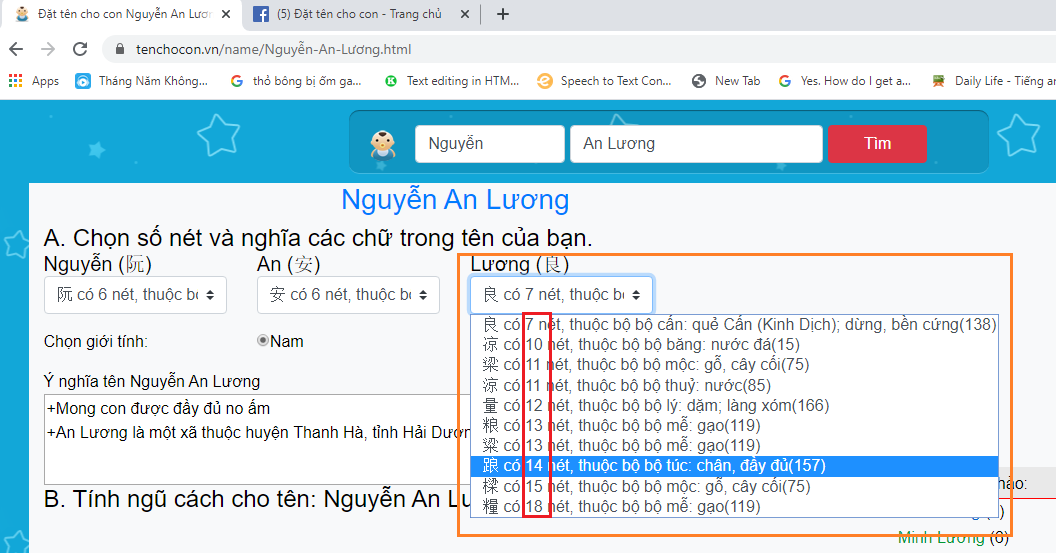 Đặt tên cho con Nguyễn An Lươn
(5) Đặt tên cho con - Trang chủ
tenchocon.vn/name/Nguyễn-An-Lương.html
Apps
Tháng Năm Không...
thỏ bông bị ốm ga...
Text editing in HTM...
Speech to Text Con...
New Tab
Yes. How do I get a...
Daily Life - Tiếng ar
Nguyễn
An Lương
Tìm
Nguyễn An Lương
A. Chọn số nét và nghĩa các chữ trong tên của bạn.
Nguyễn (阮)
An (安)
Lương (良)
阮 có 6 nét, thuộc bộ
安 có 6 nét, thuộc bộ
良 có 7 nét, thuộc bộ
良 có 7 nét, thuộc bộ bộ cấn: quẻ Cấn (Kinh Dịch); dừng, bền cứng(138)
凉 có 10 nét, thuộc bộ bộ băng: nước đá(15)
梁 có 11 nét, thuộc bộ bộ mộc: gỗ, cây cối(75)
涼 có 11 nét, thuộc bộ bộ thuỷ: nước(85)
量 có 12 nét, thuộc bộ bộ lý: dặm; làng xóm(166)
粮 có 13 nét, thuộc bộ bộ mễ: gạo(119)
粱 có 13 nét, thuộc bộ bộ mễ: gạo(119)
踉 có 14 nét, thuộc bộ bộ túc: chân, đầy đủ(157)
樑 có 15 nét, thuộc bộ bộ mộc: gỗ, cây cối(75)
糧 có 18 nét, thuộc bộ bộ mễ: gạo(119)
Chọn giới tính:
Nam
Ý nghĩa tên Nguyễn An Lương
+Mong con được đầy đủ no ấm
+An Lương là một xã thuộc huyện Thanh Hà, tỉnh Hải Dươn
B. Tính ngũ cách cho tên: Nguyễn An Lư
hảo:
Minh Lương (6)